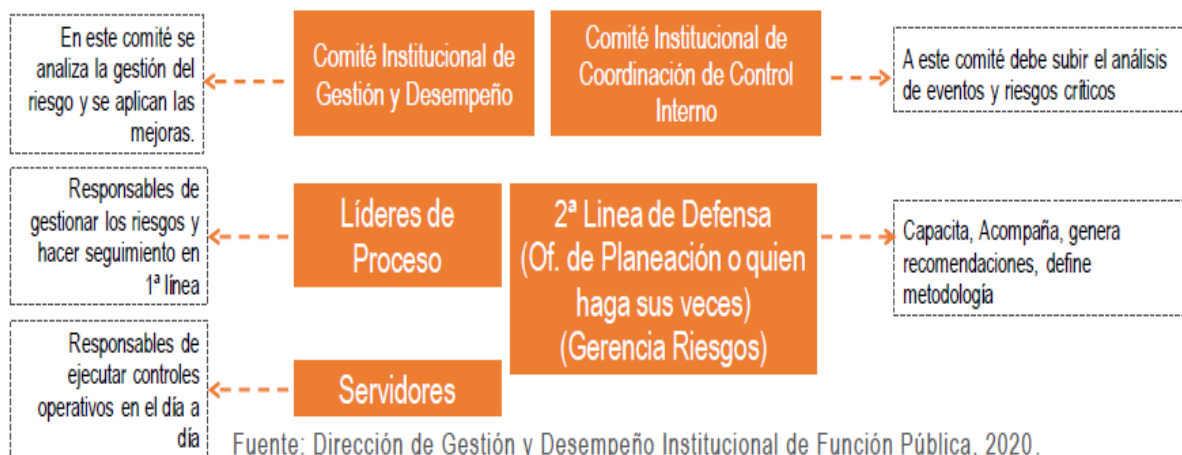 En este comité se
analiza la gestión del
riesgo y se aplican las
mejoras.
Comité Institucional de
Gestión y Desempeño
Comité Institucional de
Coordinación de Control
Interno
A este comité debe subir el análisis
de eventos y riesgos críticos
Responsables de
gestionar los riesgos y
hacer seguimiento en
1ª línea
Líderes de
Proceso
2ª Linea de Defensa
(Of. de Planeación o quien
haga sus veces)
(Gerencia Riesgos)
Capacita, Acompaña, genera
recomendaciones, define
metodología
Responsables de
ejecutar controles
operativos en el día a
día
Servidores
Fuente: Dirección de Gestión y Desempeño Institucional de Función Pública, 2020.